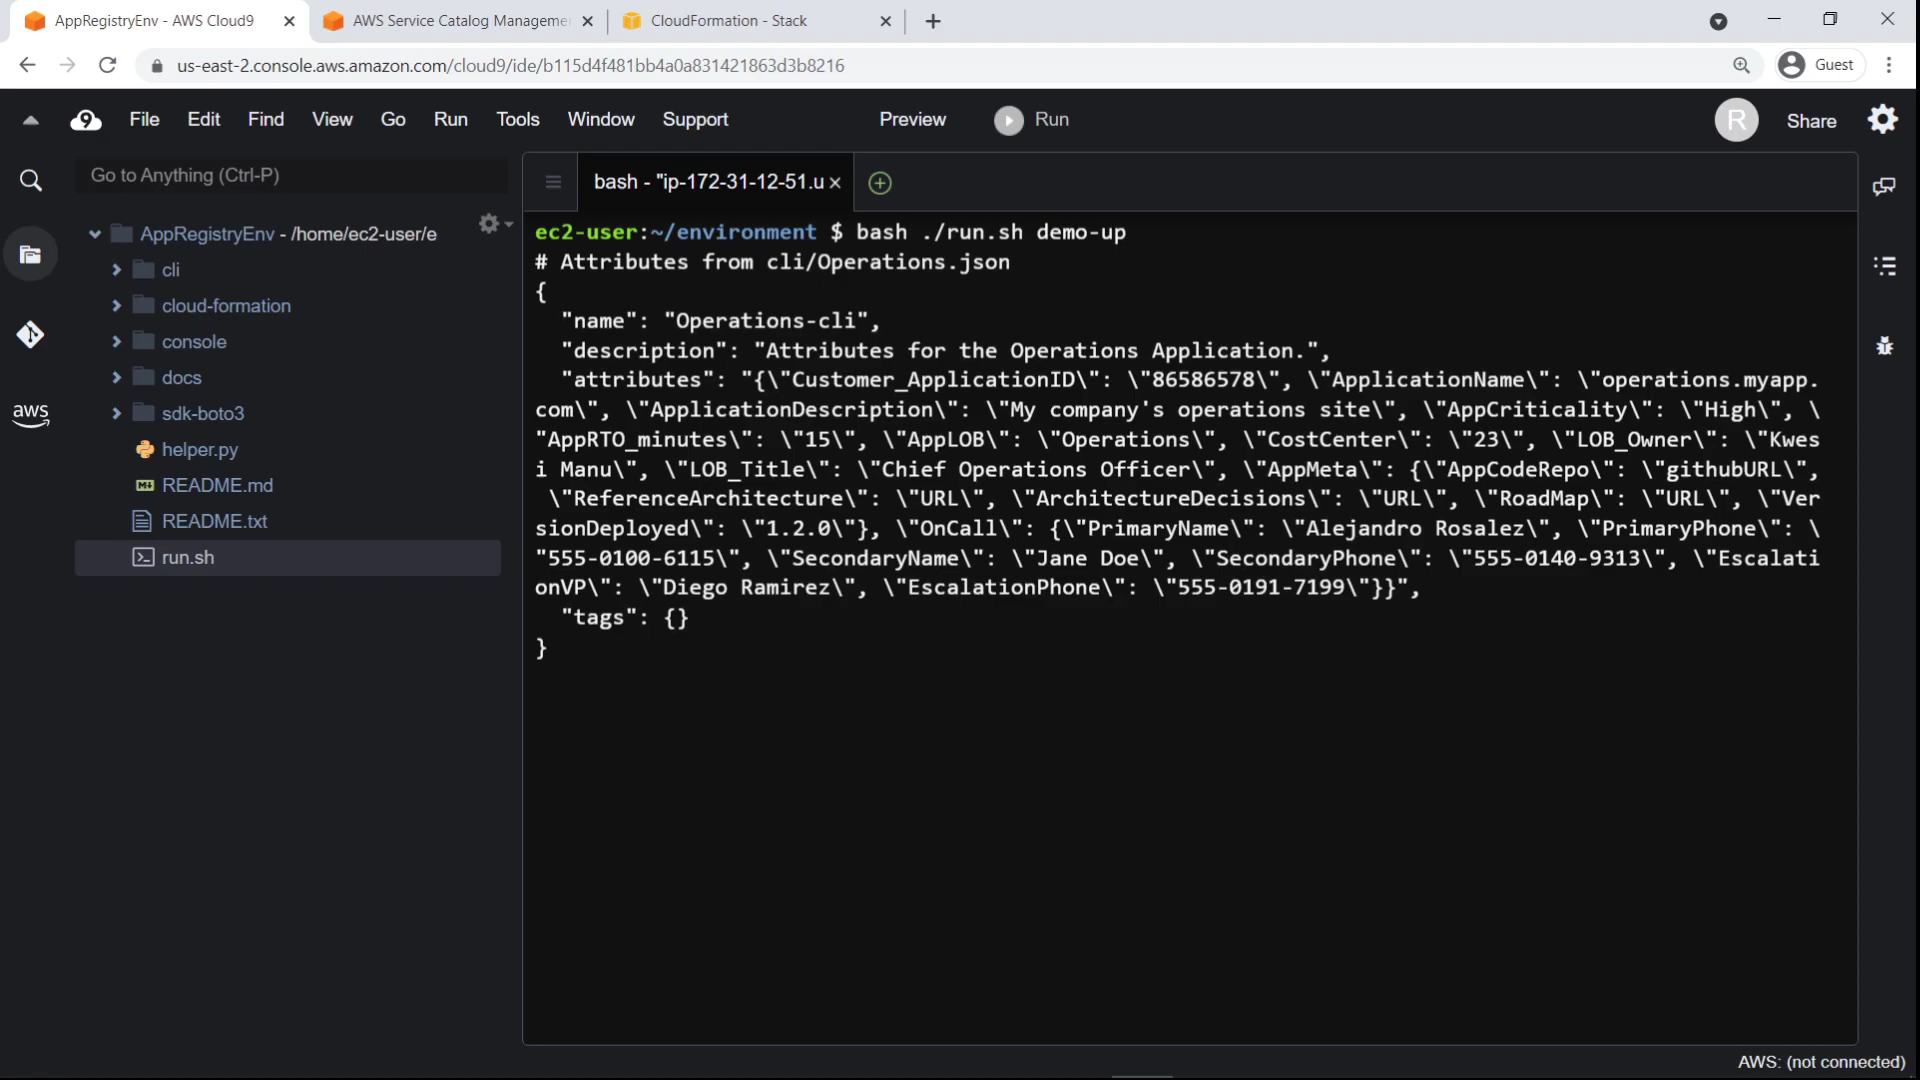 AppRegistryEnv - AWS Cloud9
AWS Service Catalog Manageme
CloudFormation - Stack
us-east-2.console.aws.amazon.com/cloud9/ide/b115d4f481bb4a0a831421863d3b8216
Guest
9 File Edit Find View Go Run Tools Window Support Preview Run R Share
Go to Anything (Ctrl-P)
bash - "ip-172-31-12-51.u
AppRegistryEnv - /home/ec2-user/e
cli
cloud-formation
console
docs
sdk-boto3
helper.py
M↓ README.md
README.txt
run.sh
aws
ec2-user:~/environment $ bash ./run.sh demo-up
# Attributes from cli/Operations.json
{
"name": "Operations-cli",
"description": "Attributes for the Operations Application.",
"attributes": "{\"Customer_ApplicationID\": \"86586578\", \"ApplicationName\": \"operations.myapp.
com\", \"ApplicationDescription\": \"My company's operations site\", \"AppCriticality\": \"High\", \
"AppRTO_minutes\": \"15\", \"AppLOB\": \"Operations\", \"CostCenter\": \"23\", \"LOB_Owner\": \"Kwes
i Manu\", \"LOB_Title\": \"Chief Operations Officer\", \"AppMeta\": {\"AppCodeRepo\": \"githubURL\",
\"ReferenceArchitecture\": \"URL\", \"ArchitectureDecisions\": \"URL\", \"RoadMap\": \"URL\", \"Ver
sionDeployed\": \"1.2.0\"}, \"OnCall\": {\"PrimaryName\": \"Alejandro Rosalez\", \"PrimaryPhone\": \
"555-0100-6115\", \"SecondaryName\": \"Jane Doe\", \"SecondaryPhone\": \"555-0140-9313\", \"Escalati
onVP\": \"Diego Ramirez\", \"EscalationPhone\": \"555-0191-7199\"}}",
"tags": {}
}
AWS: (not connected)